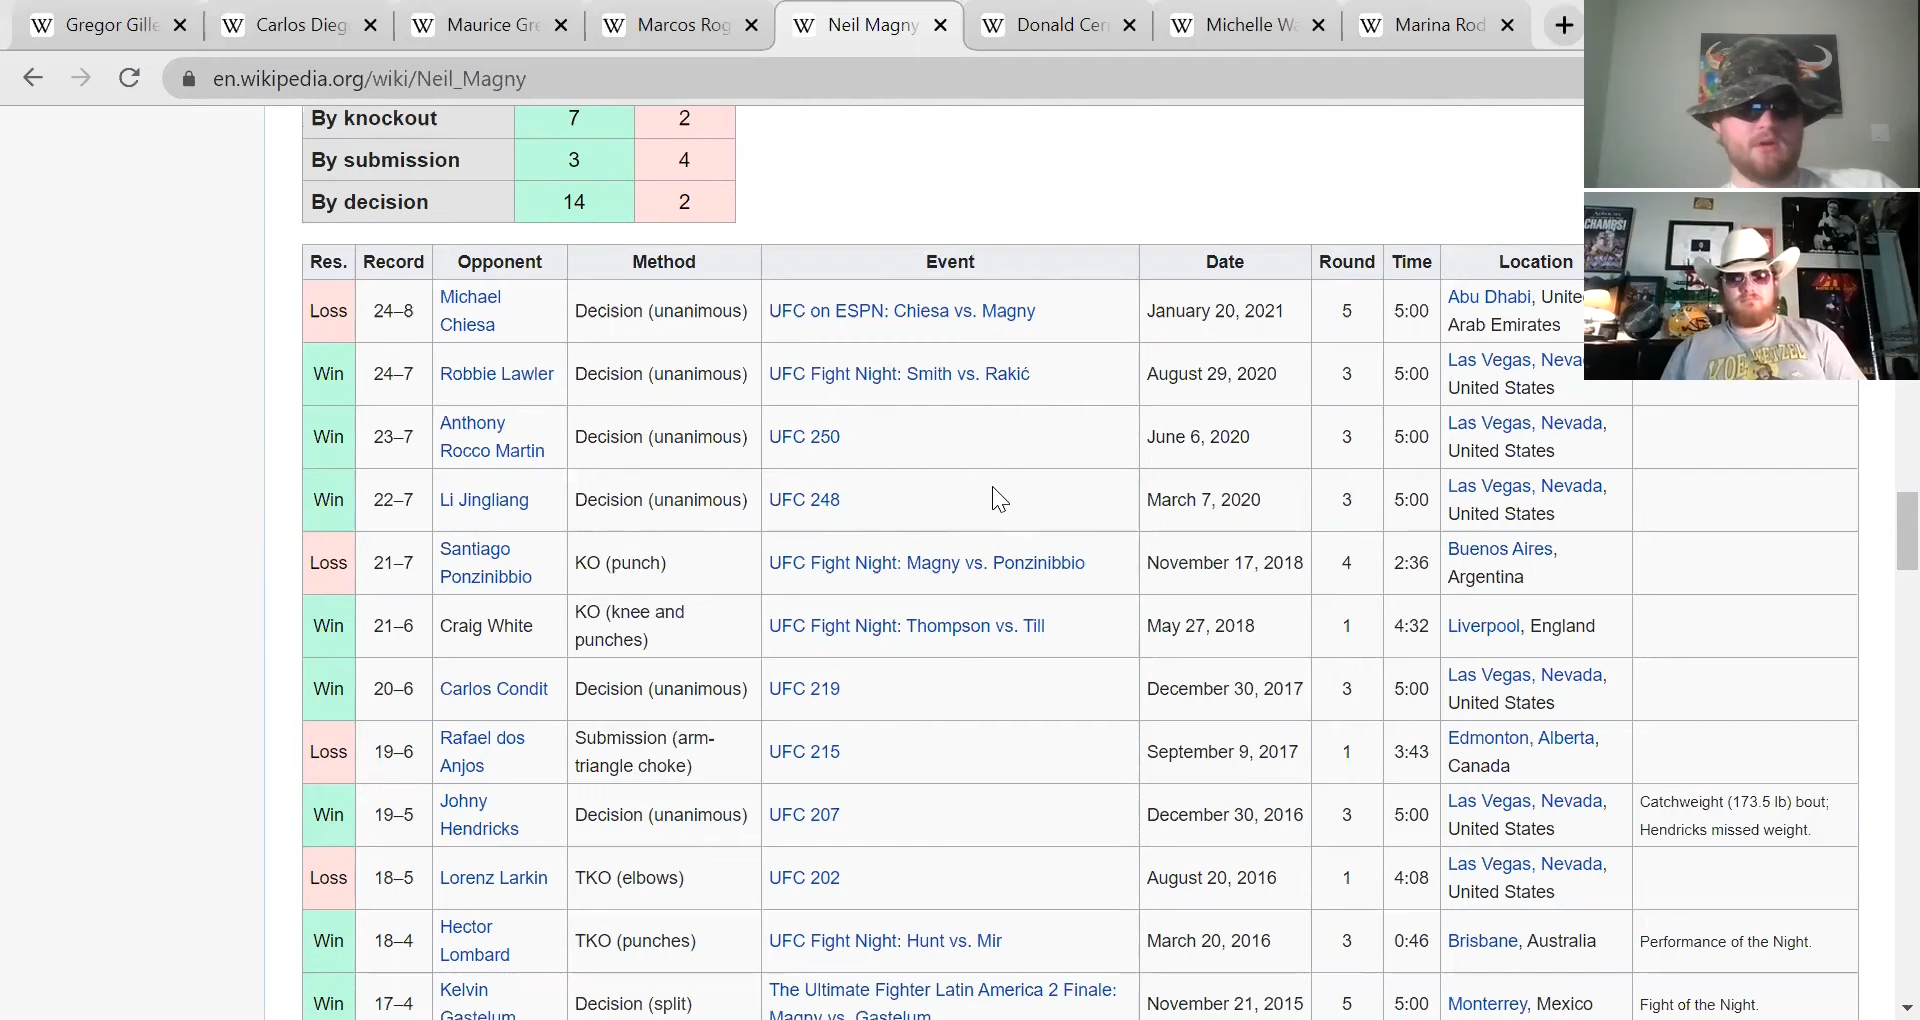 Gregor Gille
Carlos Dieg
Maurice Gre
Marcos Rog
Neil Magny
Donald Cer
Michelle Wa
Marina Rod
en.wikipedia.org/wiki/Neil_Magny
By knockout 7 2
By submission 3 4
By decision 14 2
Res. Record Opponent Method Event Date Round Time Location
Loss 24–8 Michael Chiesa Decision (unanimous) UFC on ESPN: Chiesa vs. Magny January 20, 2021 5 5:00 Abu Dhabi, Unite Arab Emirates
Win 24–7 Robbie Lawler Decision (unanimous) UFC Fight Night: Smith vs. Rakić August 29, 2020 3 5:00 Las Vegas, Neva United States
Win 23–7 Anthony Rocco Martin Decision (unanimous) UFC 250 June 6, 2020 3 5:00 Las Vegas, Nevada, United States
Win 22–7 Li Jingliang Decision (unanimous) UFC 248 March 7, 2020 3 5:00 Las Vegas, Nevada, United States
Loss 21–7 Santiago Ponzinibbio KO (punch) UFC Fight Night: Magny vs. Ponzinibbio November 17, 2018 4 2:36 Buenos Aires, Argentina
Win 21–6 Craig White KO (knee and punches) UFC Fight Night: Thompson vs. Till May 27, 2018 1 4:32 Liverpool, England
Win 20–6 Carlos Condit Decision (unanimous) UFC 219 December 30, 2017 3 5:00 Las Vegas, Nevada, United States
Loss 19–6 Rafael dos Anjos Submission (arm-triangle choke) UFC 215 September 9, 2017 1 3:43 Edmonton, Alberta, Canada
Win 19–5 Johny Hendricks Decision (unanimous) UFC 207 December 30, 2016 3 5:00 Las Vegas, Nevada, United States Catchweight (173.5 lb) bout; Hendricks missed weight.
Loss 18–5 Lorenz Larkin TKO (elbows) UFC 202 August 20, 2016 1 4:08 Las Vegas, Nevada, United States
Win 18–4 Hector Lombard TKO (punches) UFC Fight Night: Hunt vs. Mir March 20, 2016 3 0:46 Brisbane, Australia Performance of the Night.
Win 17–4 Kelvin Gastelum Decision (split) The Ultimate Fighter Latin America 2 Finale: Magny vs. Gastelum November 21, 2015 5 5:00 Monterrey, Mexico Fight of the Night.
CHAMPS!
KOE WETZEL